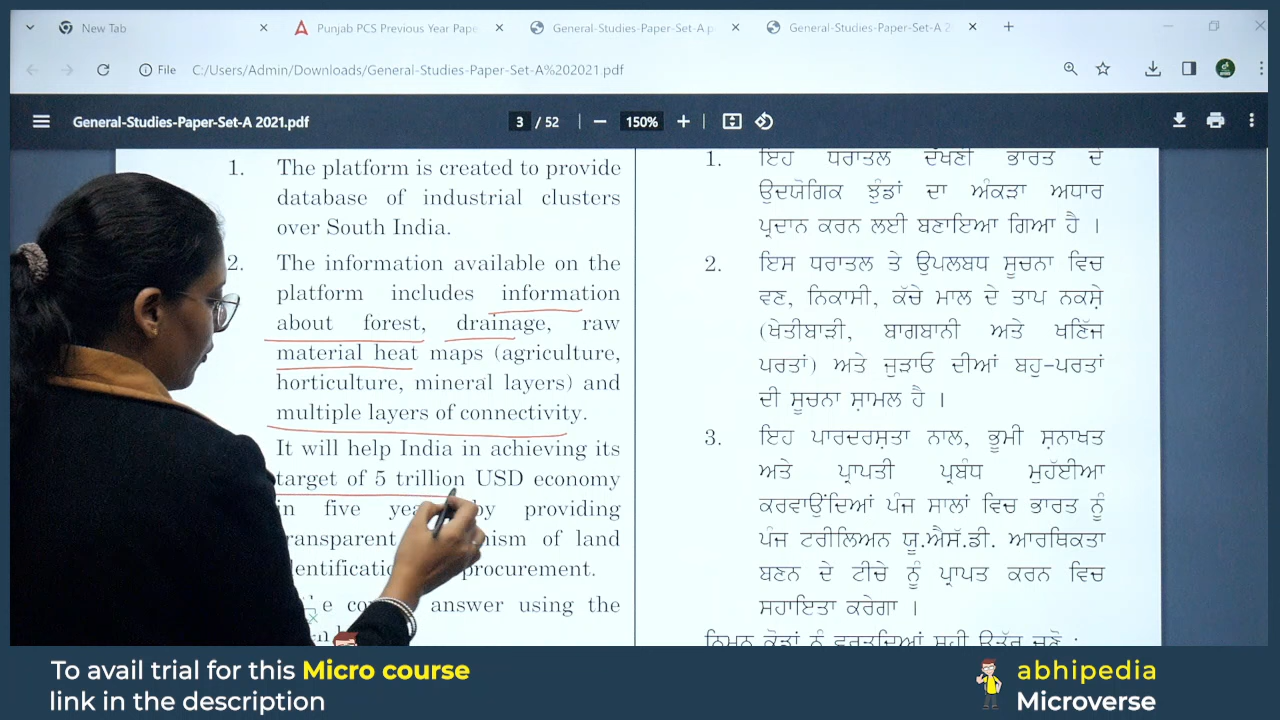 New Tab
Punjab PCS Previous Year Pape
General-Studies-Paper-Set-A.p
General-Studies-Paper-Set-A 2
File C:/Users/Admin/Downloads/General-Studies-Paper-Set-A%202021.pdf
General-Studies-Paper-Set-A 2021.pdf
3 / 52
150%
1. The platform is created to provide
database of industrial clusters
over South India.
2. The information available on the
platform includes information
about forest, drainage, raw
material heat maps (agriculture,
horticulture, mineral layers) and
multiple layers of connectivity.
It will help India in achieving its
target of 5 trillion USD economy
in five by providing
of land
procurement.
answer using the
1. ਇਹ ਧਰਾਤਲ ਦੱਖਣੀ ਭਾਰਤ ਦੇ
ਉਦਯੋਗਿਕ ਝੁੰਡਾਂ ਦਾ ਅੰਕੜਾ ਅਧਾਰ
ਪ੍ਰਦਾਨ ਕਰਨ ਲਈ ਬਣਾਇਆ ਗਿਆ ਹੈ ।
2. ਇਸ ਧਰਾਤਲ ਤੇ ਉਪਲਬਧ ਸੂਚਨਾ ਵਿਚ
ਵਣ, ਨਿਕਾਸੀ, ਕੱਚੇ ਮਾਲ ਦੇ ਤਾਪ ਨਕਸ਼ੇ
(ਖੇਤੀਬਾੜੀ, ਬਾਗਬਾਨੀ ਅਤੇ ਖਣਿੱਜ
ਪਰਤਾਂ) ਅਤੇ ਜੁੜਾਓ ਦੀਆਂ ਬਹੁ-ਪਰਤਾਂ
ਦੀ ਸੂਚਨਾ ਸ਼ਾਮਲ ਹੈ ।
3. ਇਹ ਪਾਰਦਰਸ਼ਤਾ ਨਾਲ, ਭੂਮੀ ਸ਼ਨਾਖਤ
ਅਤੇ ਪ੍ਰਾਪਤੀ ਪ੍ਰਬੰਧ ਮੁਹੱਈਆ
ਕਰਵਾਉਂਦਿਆਂ ਪੰਜ ਸਾਲਾਂ ਵਿਚ ਭਾਰਤ ਨੂੰ
ਪੰਜ ਟਰੀਲਿਅਨ ਯੂ.ਐਸ.ਡੀ. ਆਰਥਿਕਤਾ
ਬਣਨ ਦੇ ਟੀਚੇ ਨੂੰ ਪ੍ਰਾਪਤ ਕਰਨ ਵਿਚ
ਸਹਾਇਤਾ ਕਰੇਗਾ ।
To avail trial for this Micro course
link in the description
abhipedia
Microverse